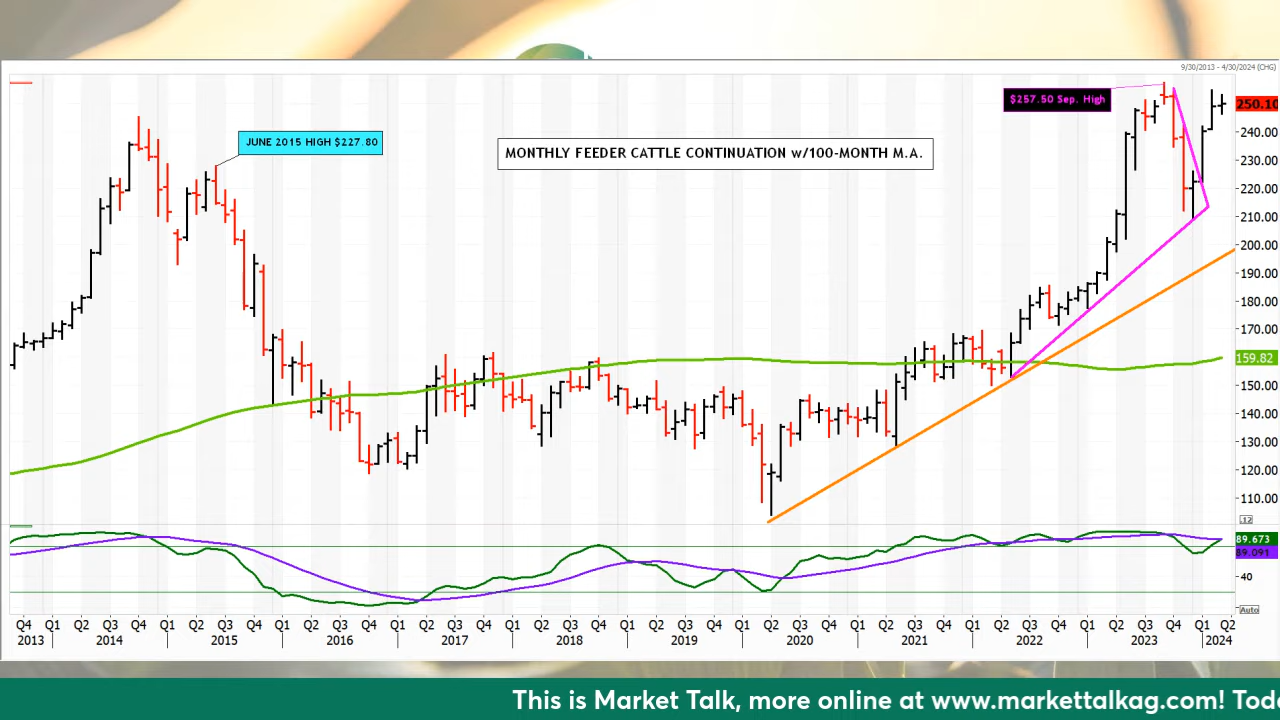 9/30/2013 - 4/30/2024 (CHG)
$257.50 Sep. High
JUNE 2015 HIGH $227.80
MONTHLY FEEDER CATTLE CONTINUATION w/100-MONTH M.A.
250.10
240.00
230.00
220.00
210.00
200.00
190.00
180.00
170.00
159.82
150.00
140.00
130.00
120.00
110.00
.12
89.673
89.091
40
Auto
Q4 Q1 Q2 Q3 Q4 Q1 Q2 Q3 Q4 Q1 Q2 Q3 Q4 Q1 Q2 Q3 Q4 Q1 Q2 Q3 Q4 Q1 Q2 Q3 Q4 Q1 Q2 Q3 Q4 Q1 Q2 Q3 Q4 Q1 Q2 Q3 Q4 Q1 Q2 Q3 Q4 Q1 Q2
2013 2014 2015 2016 2017 2018 2019 2020 2021 2022 2023 2024
This is Market Talk, more online at www.markettalkag.com! Tod